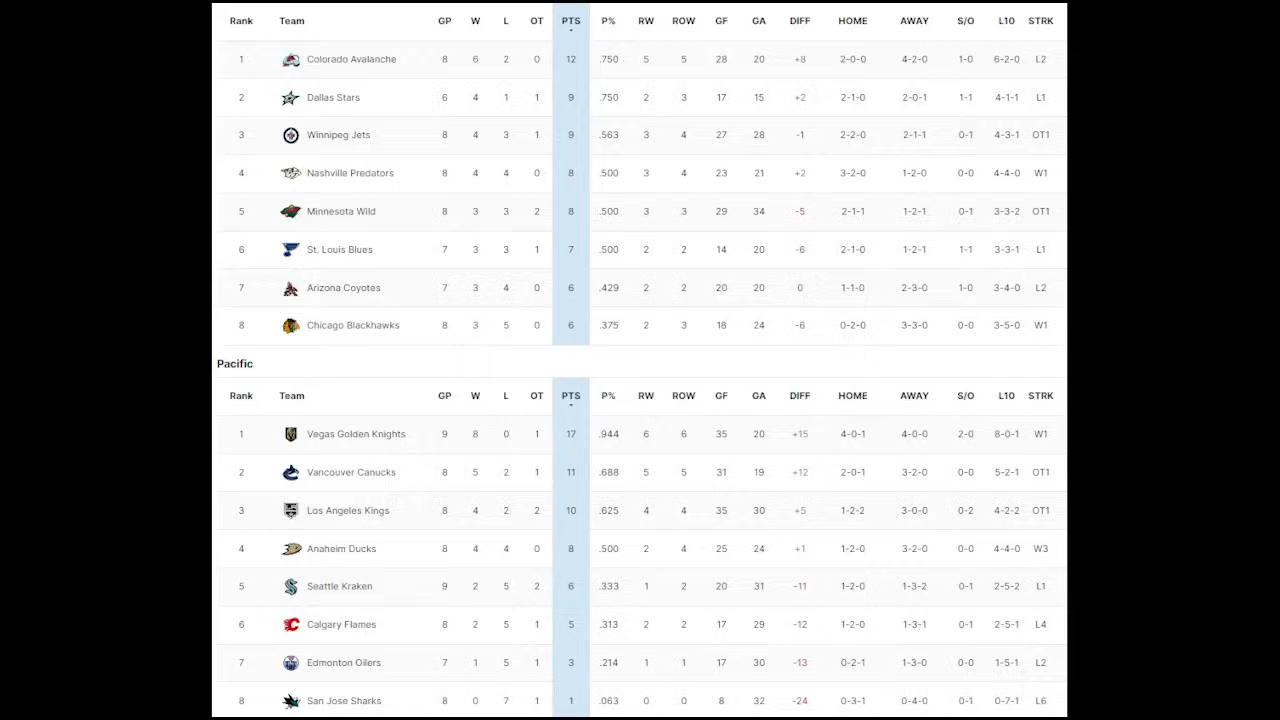 Rank Team GP W L OT PTS P% RW ROW GF GA DIFF HOME AWAY S/O L10 STRK
1 Colorado Avalanche 8 6 2 0 12 .750 5 5 28 20 +8 2-0-0 4-2-0 1-0 6-2-0 L2
2 Dallas Stars 6 4 1 1 9 .750 2 3 17 15 +2 2-1-0 2-0-1 1-1 4-1-1 L1
3 Winnipeg Jets 8 4 3 1 9 .563 3 4 27 28 -1 2-2-0 2-1-1 0-1 4-3-1 OT1
4 Nashville Predators 8 4 4 0 8 .500 3 4 23 21 +2 3-2-0 1-2-0 0-0 4-4-0 W1
5 Minnesota Wild 8 3 3 2 8 .500 3 3 29 34 -5 2-1-1 1-2-1 0-1 3-3-2 OT1
6 St. Louis Blues 7 3 3 1 7 .500 2 2 14 20 -6 2-1-0 1-2-1 1-1 3-3-1 L1
7 Arizona Coyotes 7 3 4 0 6 .429 2 2 20 20 0 1-1-0 2-3-0 1-0 3-4-0 L2
8 Chicago Blackhawks 8 3 5 0 6 .375 2 3 18 24 -6 0-2-0 3-3-0 0-0 3-5-0 W1
Pacific
Rank Team GP W L OT PTS P% RW ROW GF GA DIFF HOME AWAY S/O L10 STRK
1 Vegas Golden Knights 9 8 0 1 17 .944 6 6 35 20 +15 4-0-1 4-0-0 2-0 8-0-1 W1
2 Vancouver Canucks 8 5 2 1 11 .688 5 5 31 19 +12 2-0-1 3-2-0 0-0 5-2-1 OT1
3 Los Angeles Kings 8 4 2 2 10 .625 4 4 35 30 +5 1-2-2 3-0-0 0-2 4-2-2 OT1
4 Anaheim Ducks 8 4 4 0 8 .500 2 4 25 24 +1 1-2-0 3-2-0 0-0 4-4-0 W3
5 Seattle Kraken 9 2 5 2 6 .333 1 2 20 31 -11 1-2-0 1-3-2 0-1 2-5-2 L1
6 Calgary Flames 8 2 5 1 5 .313 2 2 17 29 -12 1-2-0 1-3-1 0-1 2-5-1 L4
7 Edmonton Oilers 7 1 5 1 3 .214 1 1 17 30 -13 0-2-1 1-3-0 0-0 1-5-1 L2
8 San Jose Sharks 8 0 7 1 1 .063 0 0 8 32 -24 0-3-1 0-4-0 0-1 0-7-1 L6